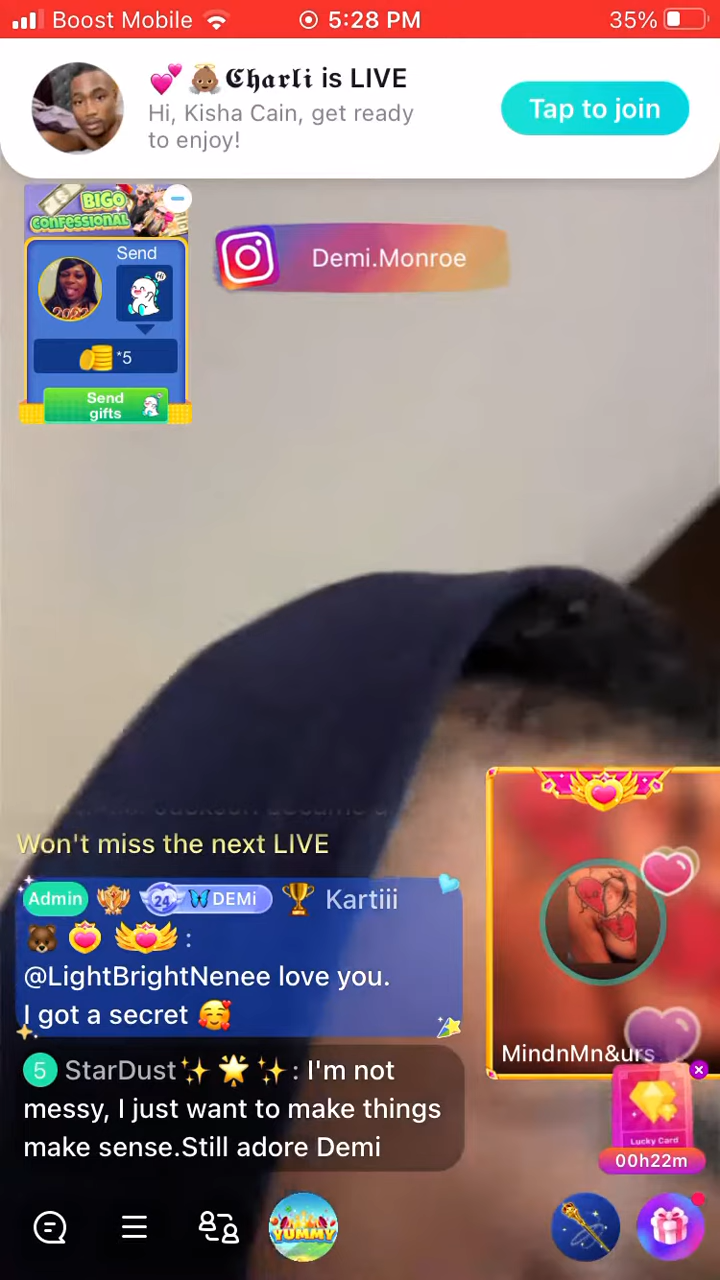 Boost Mobile 5:28 PM 35%
💕 👼🏽 𝕮𝖍𝖆𝖗𝖑𝖎 is LIVE
Hi, Kisha Cain, get ready
to enjoy!
Tap to join
BIGO
CONFESSIONAL
Send
Hi
2022
*5
Send
gifts
Demi.Monroe
Won't miss the next LIVE
Admin 24 🦋DEMi 🏆 Kartiii
🐻 :
@LightBrightNenee love you.
I got a secret 🥰
5 StarDust✨🌟✨: I'm not
messy, I just want to make things
make sense.Still adore Demi
MindnMn&urs
Lucky Card
00h22m
YUMMY